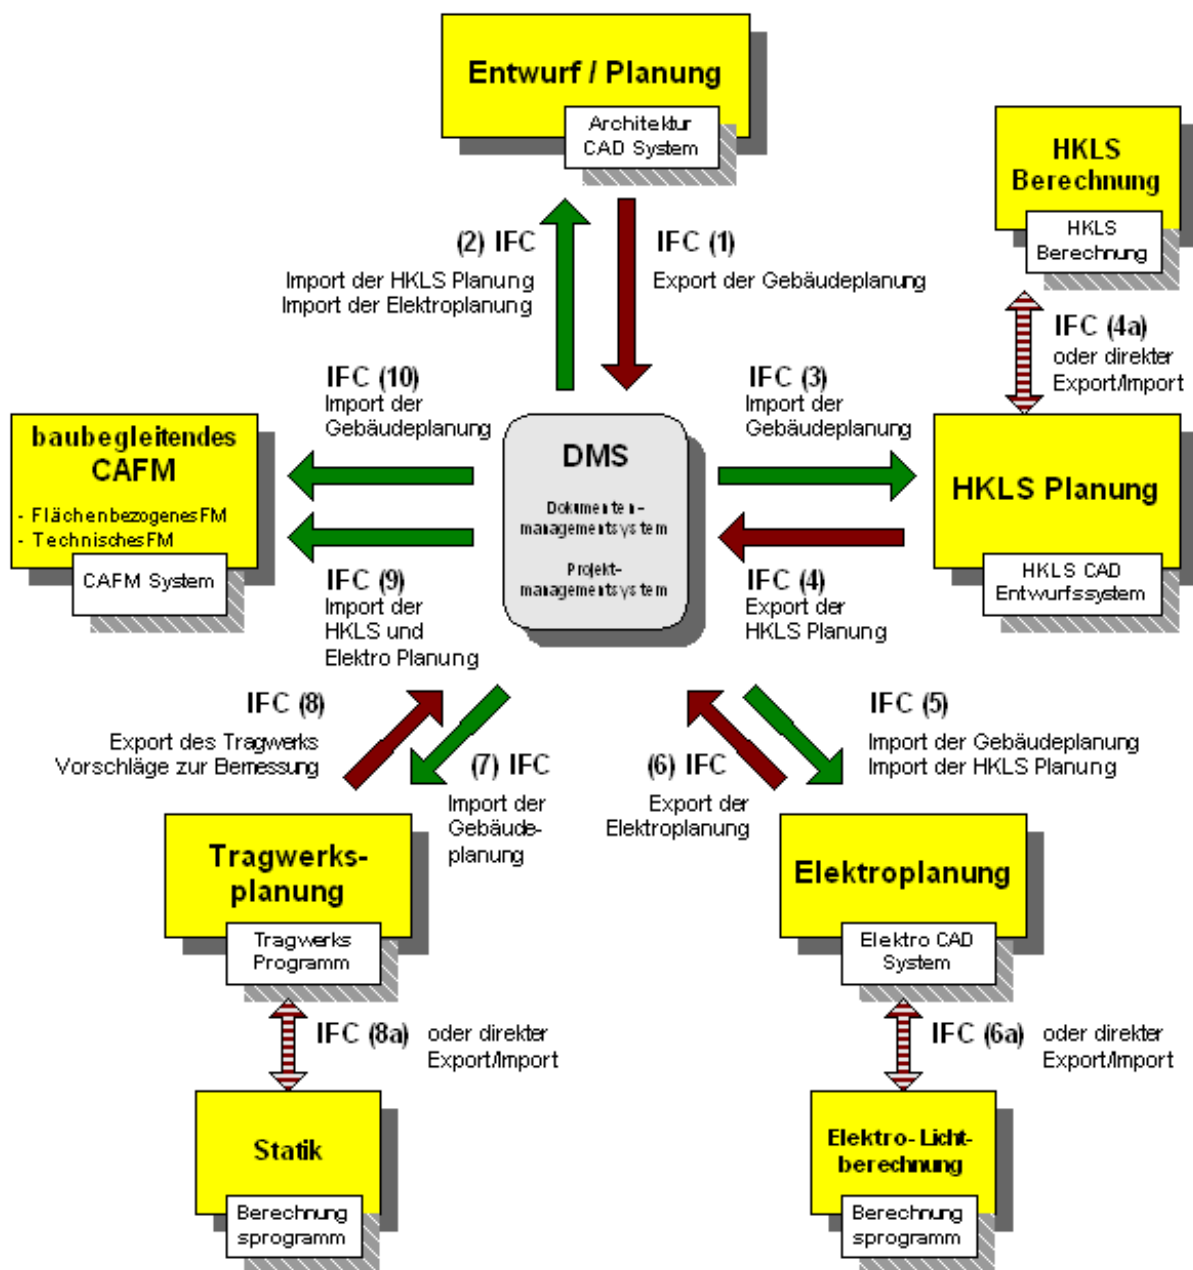 Entwurf / Planung
Architektur
CAD System
HKLS
Berechnung
HKLS
Berechnung
(2) IFC
Import der HKLS Planung
Import der Elektroplanung
IFC (1)
Export der Gebäudeplanung
IFC (4a)
oder direkter
Export/Import
IFC (10)
Import der
Gebäudeplanung
IFC (3)
Import der
Gebäudeplanung
baubegleitendes
CAFM
- FlächenbezogenesFM
- TechnischesFM
CAFM System
DMS
Dokumenten-
managementsystem
Projekt-
managementsystem
HKLS Planung
HKLS CAD
Entwurfssystem
IFC (9)
Import der
HKLS und
Elektro Planung
IFC (4)
Export der
HKLS Planung
IFC (8)
Export des Tragwerks
Vorschläge zur Bemessung
(7) IFC
Import der
Gebäude-
planung
(6) IFC
Export der
Elektroplanung
IFC (5)
Import der Gebäudeplanung
Import der HKLS Planung
Tragwerks-
planung
Tragwerks
Programm
Elektroplanung
Elektro CAD
System
IFC (8a) oder direkter
Export/Import
IFC (6a) oder direkter
Export/Import
Statik
Berechnung
sprogramm
Elektro-Licht-
berechnung
Berechnung
sprogramm